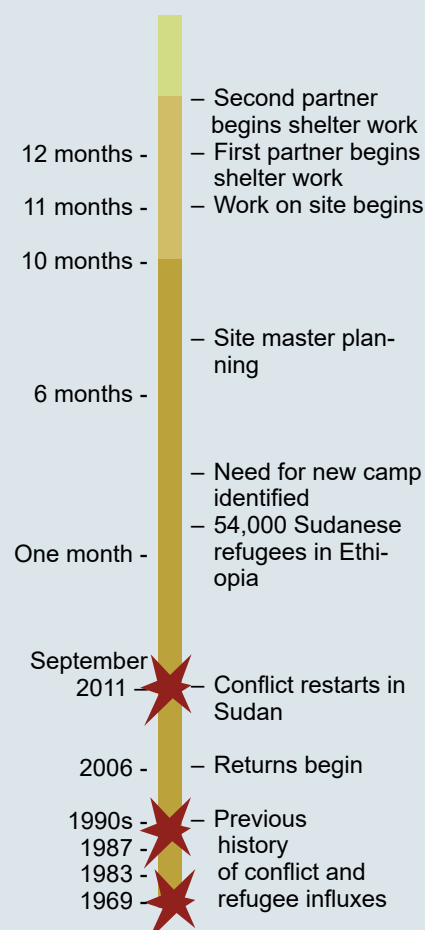 – Second partner
begins shelter work
12 months -
– First partner begins
shelter work
11 months -
– Work on site begins
10 months -
– Site master plan-
ning
6 months -
– Need for new camp
identified
– 54,000 Sudanese
refugees in Ethi-
opia
One month -
September
2011 –
– Conflict restarts in
Sudan
2006 -
– Returns begin
1990s -
– Previous
history
of conflict and
refugee influxes
1987 -
1983 -
1969 -